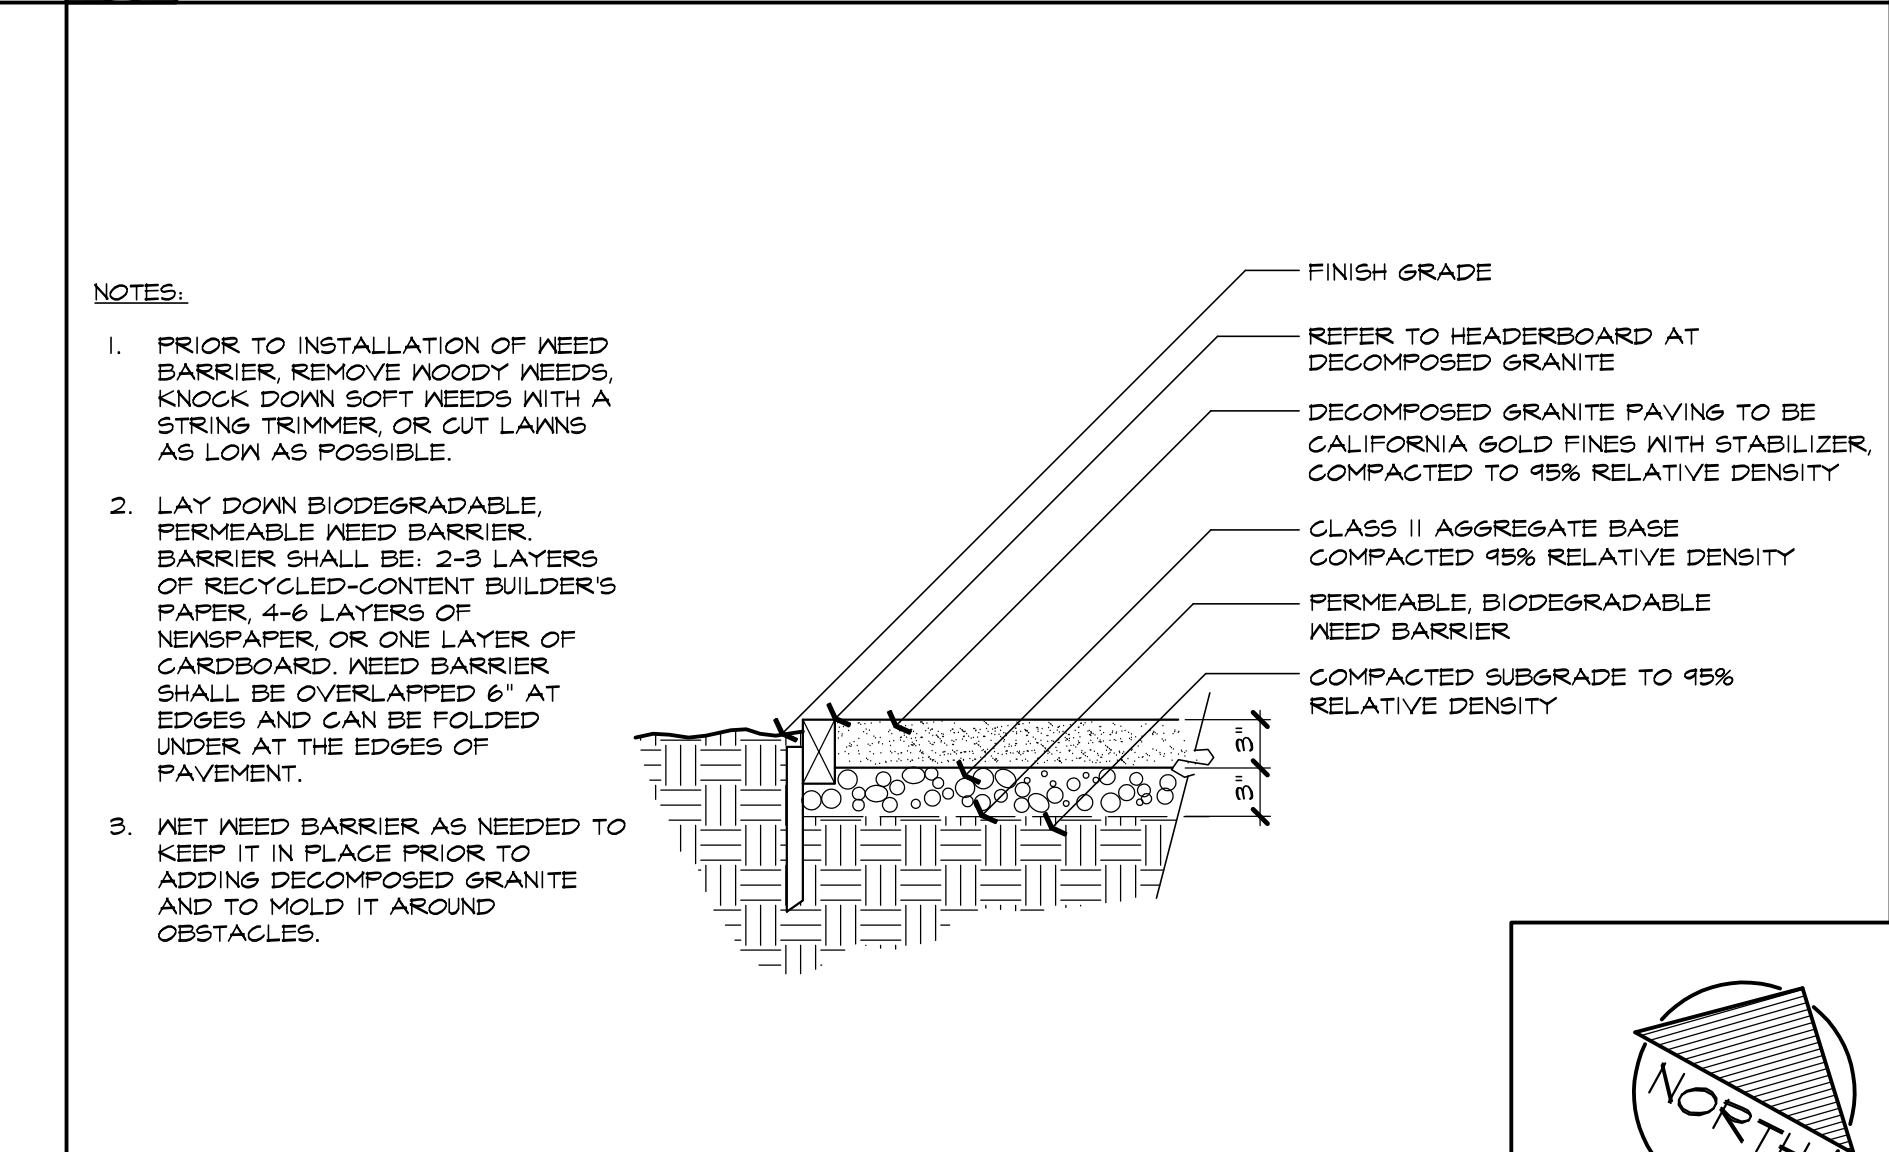 NOTES:
1. PRIOR TO INSTALLATION OF WEED
BARRIER, REMOVE WOODY WEEDS,
KNOCK DOWN SOFT WEEDS WITH A
STRING TRIMMER, OR CUT LAWNS
AS LOW AS POSSIBLE.
2. LAY DOWN BIODEGRADABLE,
PERMEABLE WEED BARRIER.
BARRIER SHALL BE: 2-3 LAYERS
OF RECYCLED-CONTENT BUILDER'S
PAPER, 4-6 LAYERS OF
NEWSPAPER, OR ONE LAYER OF
CARDBOARD. WEED BARRIER
SHALL BE OVERLAPPED 6" AT
EDGES AND CAN BE FOLDED
UNDER AT THE EDGES OF
PAVEMENT.
3. WET WEED BARRIER AS NEEDED TO
KEEP IT IN PLACE PRIOR TO
ADDING DECOMPOSED GRANITE
AND TO MOLD IT AROUND
OBSTACLES.
FINISH GRADE
REFER TO HEADERBOARD AT
DECOMPOSED GRANITE
DECOMPOSED GRANITE PAVING TO BE
CALIFORNIA GOLD FINES WITH STABILIZER,
COMPACTED TO 95% RELATIVE DENSITY
CLASS II AGGREGATE BASE
COMPACTED 95% RELATIVE DENSITY
PERMEABLE, BIODEGRADABLE
WEED BARRIER
COMPACTED SUBGRADE TO 95%
RELATIVE DENSITY
3"
3"
NORTH